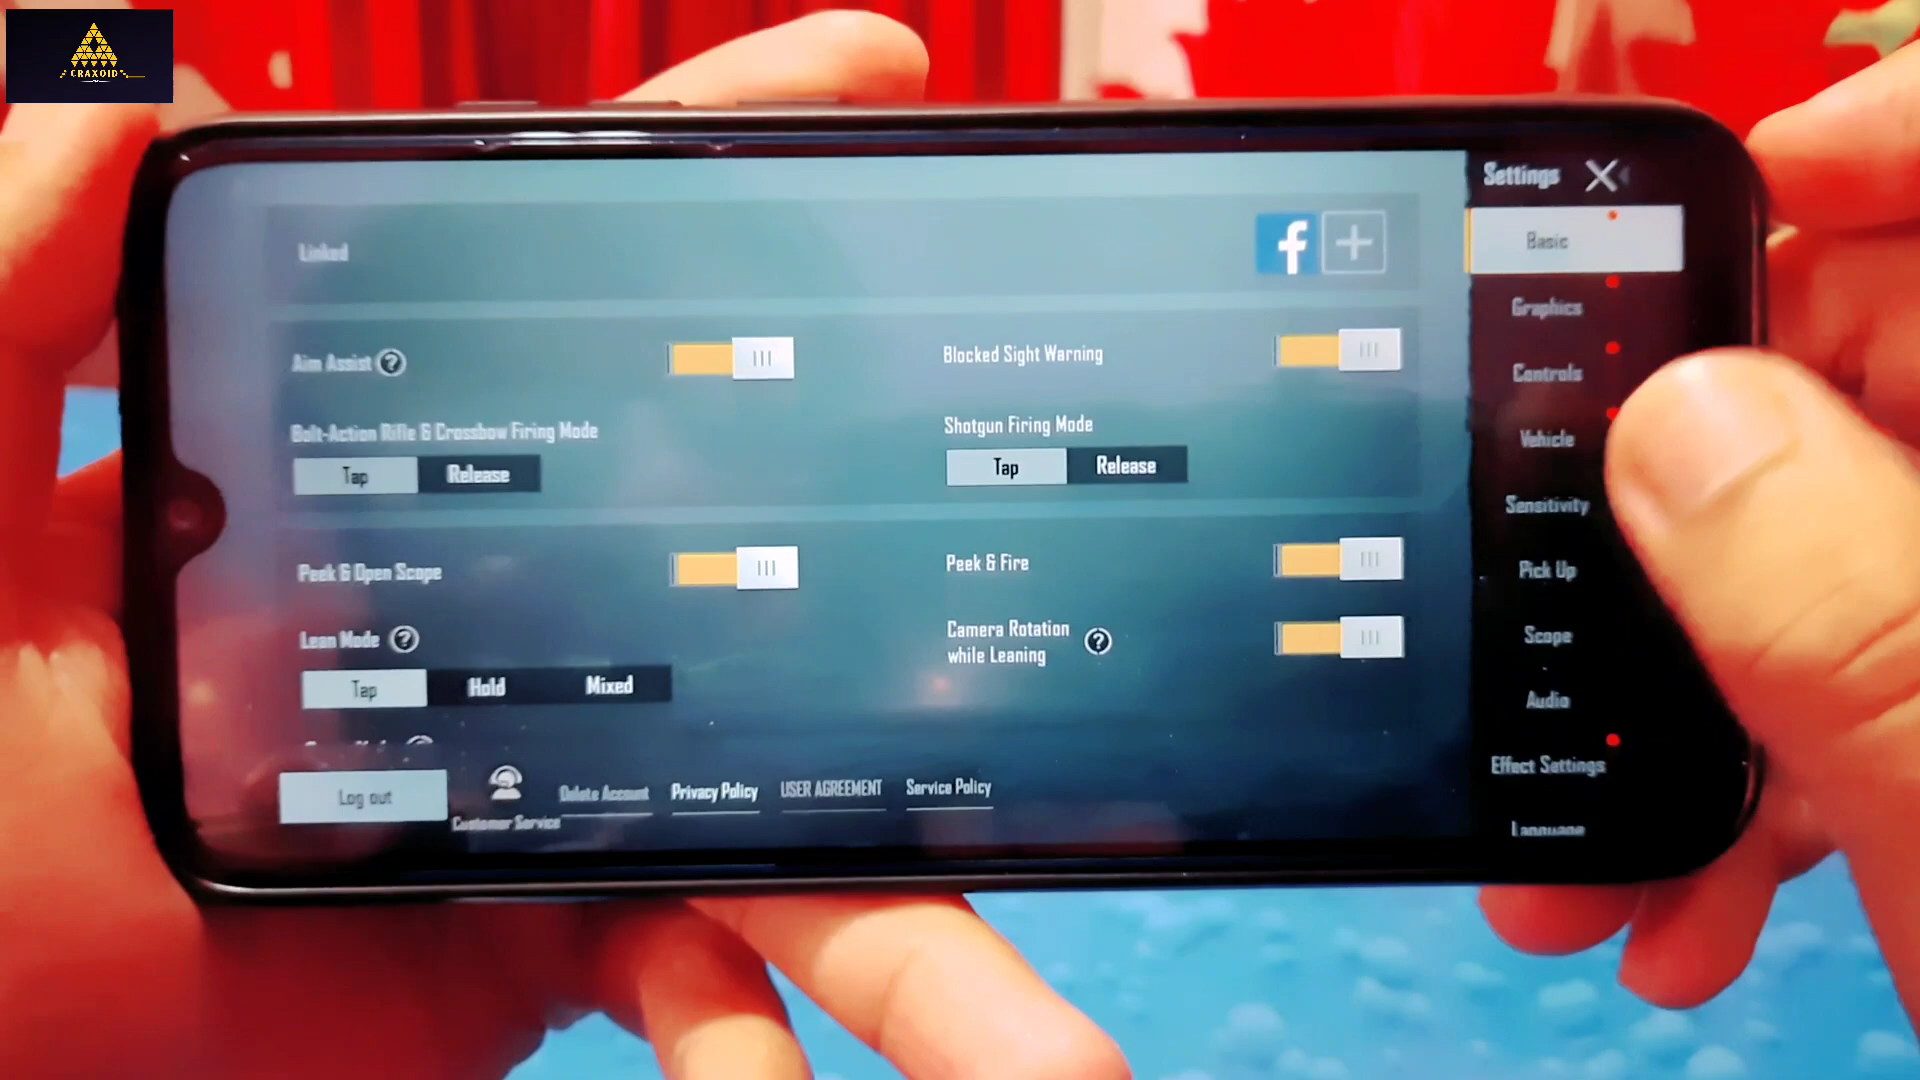 CRAXOID
Settings
Linked
Basic
Graphics
Aim Assist
Blocked Sight Warning
Controls
Bolt-Action Rifle & Crossbow Firing Mode
Shotgun Firing Mode
Tap Release
Tap Release
Vehicle
Sensitivity
Peek & Open Scope
Peek & Fire
Pick Up
Lean Mode
Camera Rotation
while Leaning
Scope
Tap Hold Mixed
Audio
Effect Settings
Log out
Customer Service
Delete Account
Privacy Policy
USER AGREEMENT
Service Policy
Language